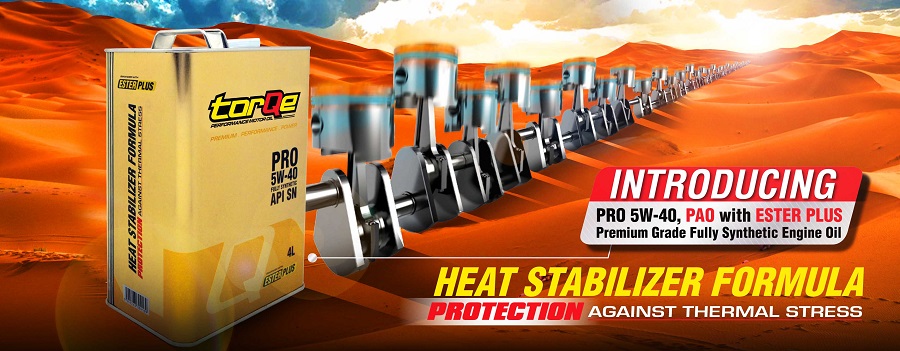 ESTER PLUS
HEAT STABILIZER FORMULA
PROTECTION AGAINST THERMAL STRESS
torQe
PERFORMANCE MOTOR OIL
PREMIUM PERFORMANCE POWER
PRO
5W-40
FULLY SYNTHETIC
API SN
4L
ESTER PLUS
INTRODUCING
PRO 5W-40, PAO with ESTER PLUS
Premium Grade Fully Synthetic Engine Oil
HEAT STABILIZER FORMULA
PROTECTION AGAINST THERMAL STRESS